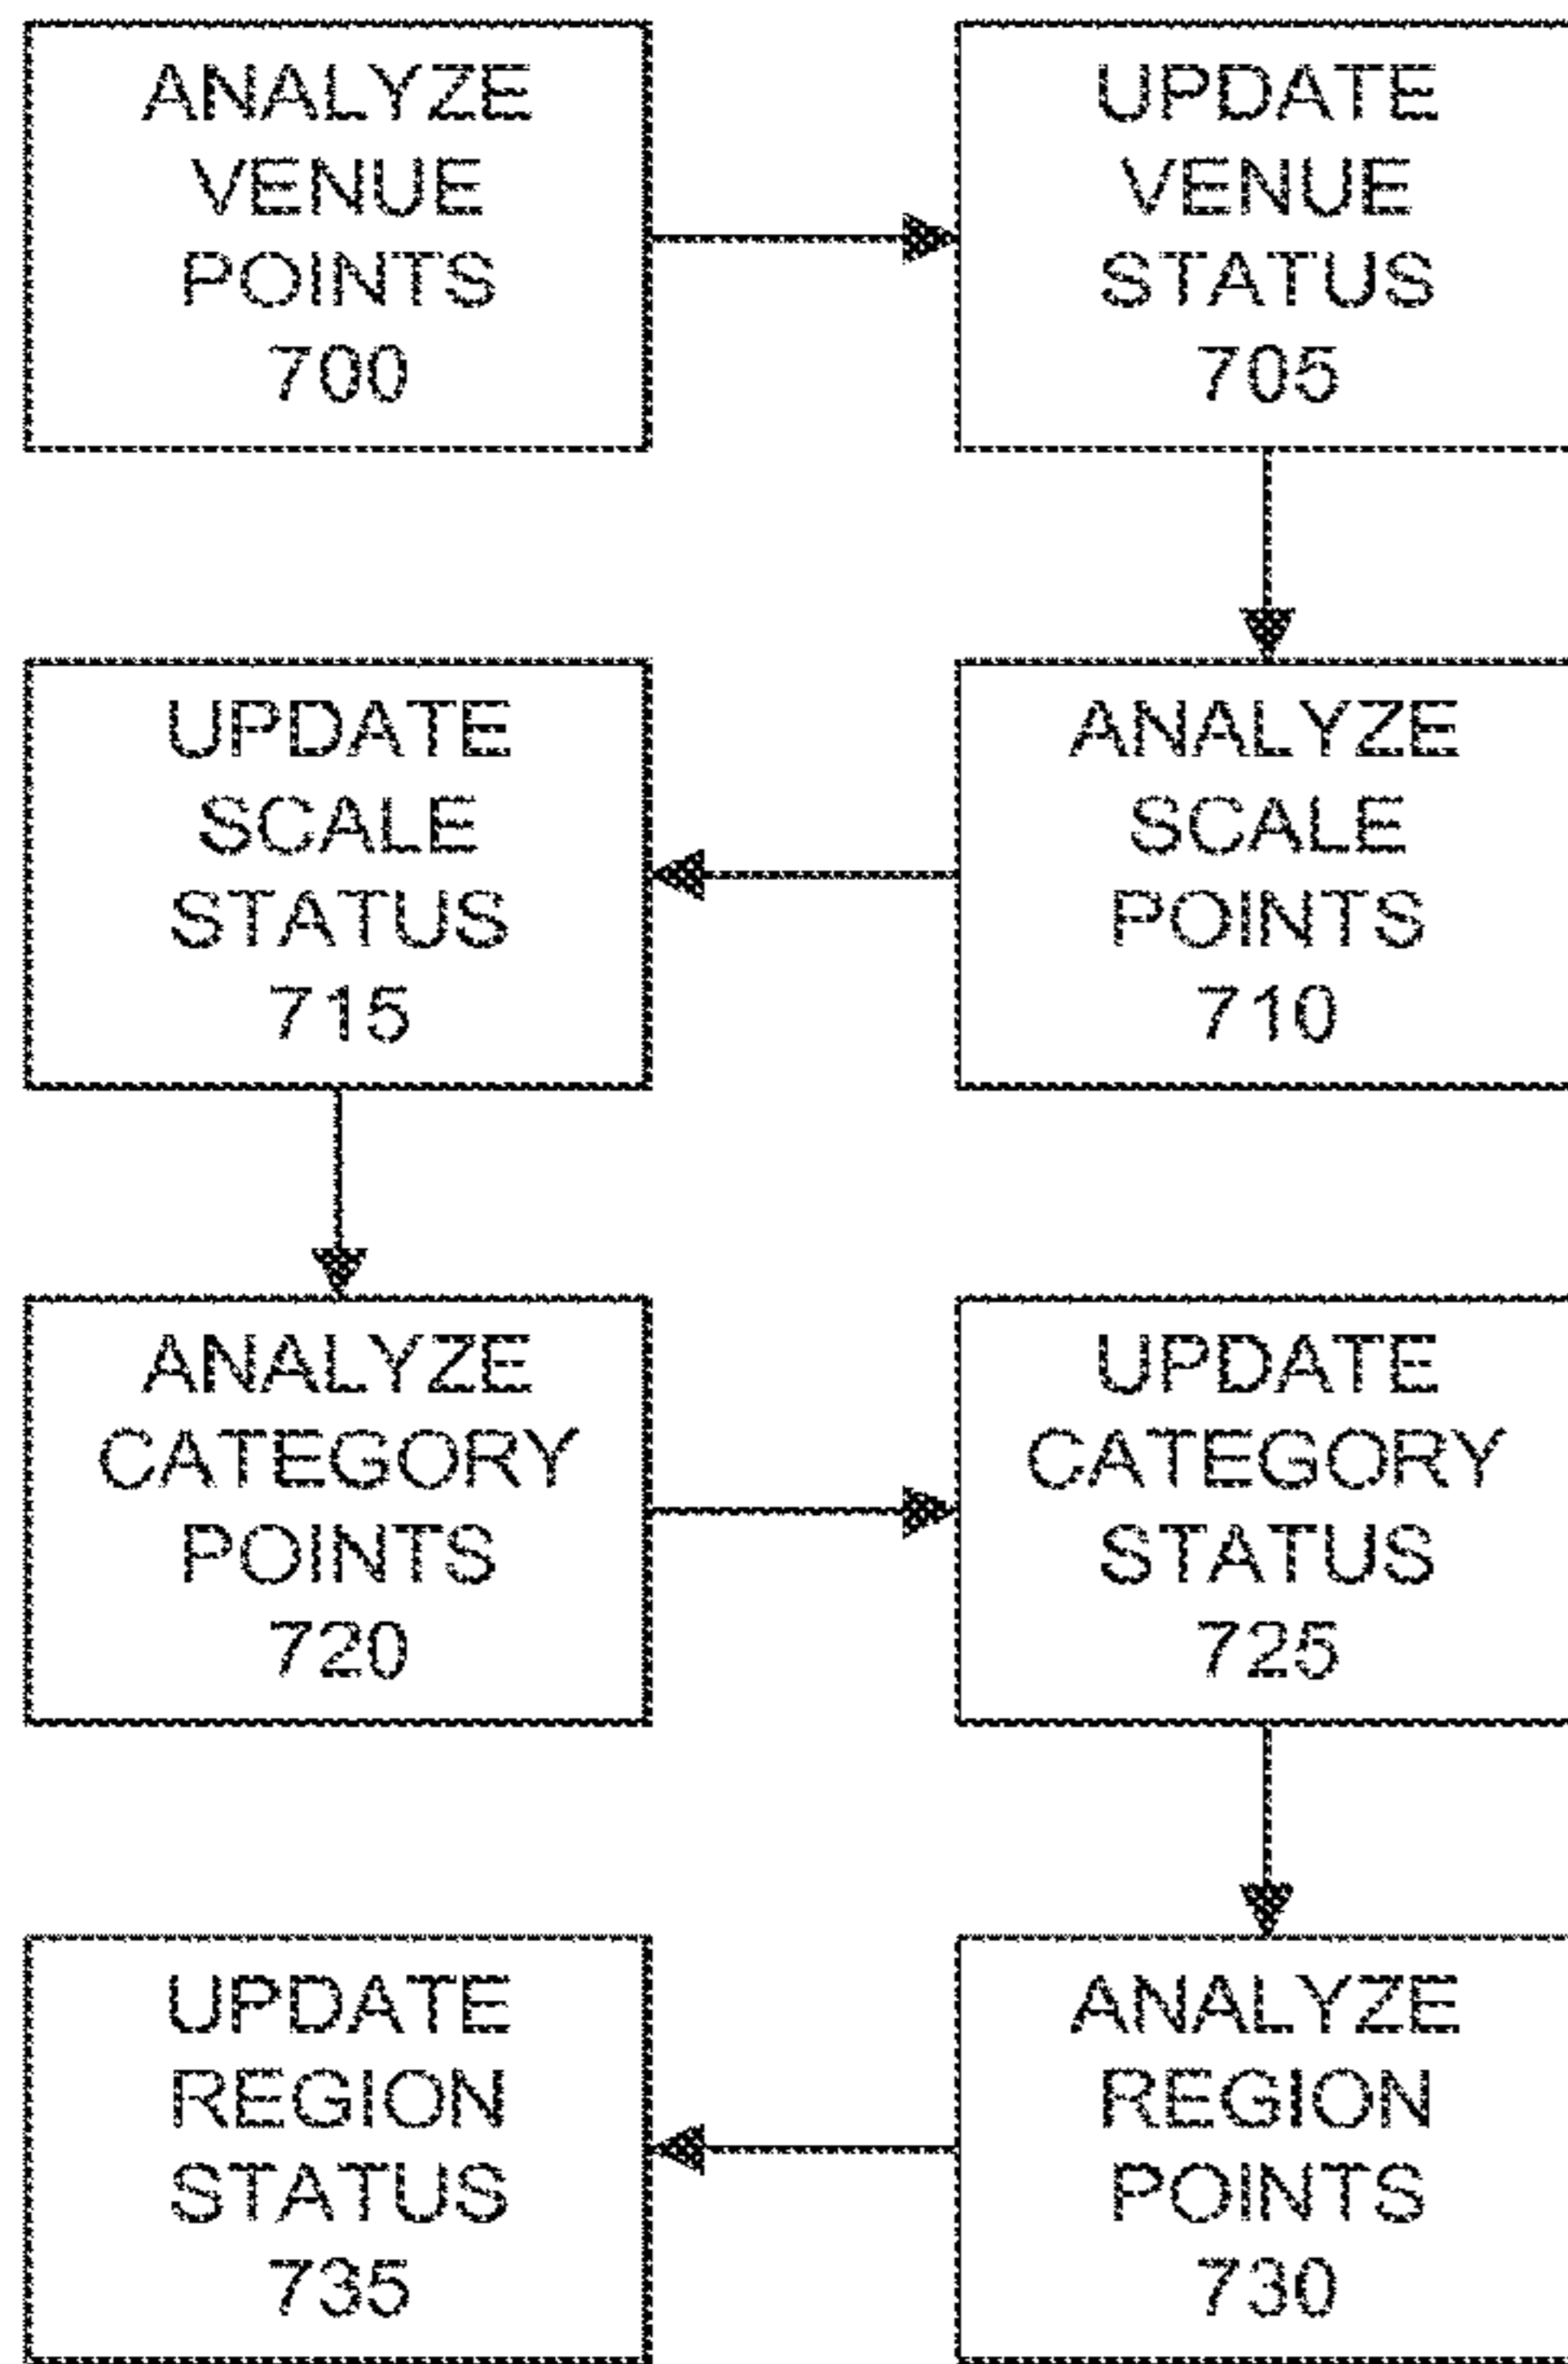 ANALYZE
VENUE
POINTS
700
UPDATE
VENUE
STATUS
705
UPDATE
SCALE
STATUS
715
ANALYZE
SCALE
POINTS
710
ANALYZE
CATEGORY
POINTS
720
UPDATE
CATEGORY
STATUS
725
UPDATE
REGION
STATUS
735
ANALYZE
REGION
POINTS
730